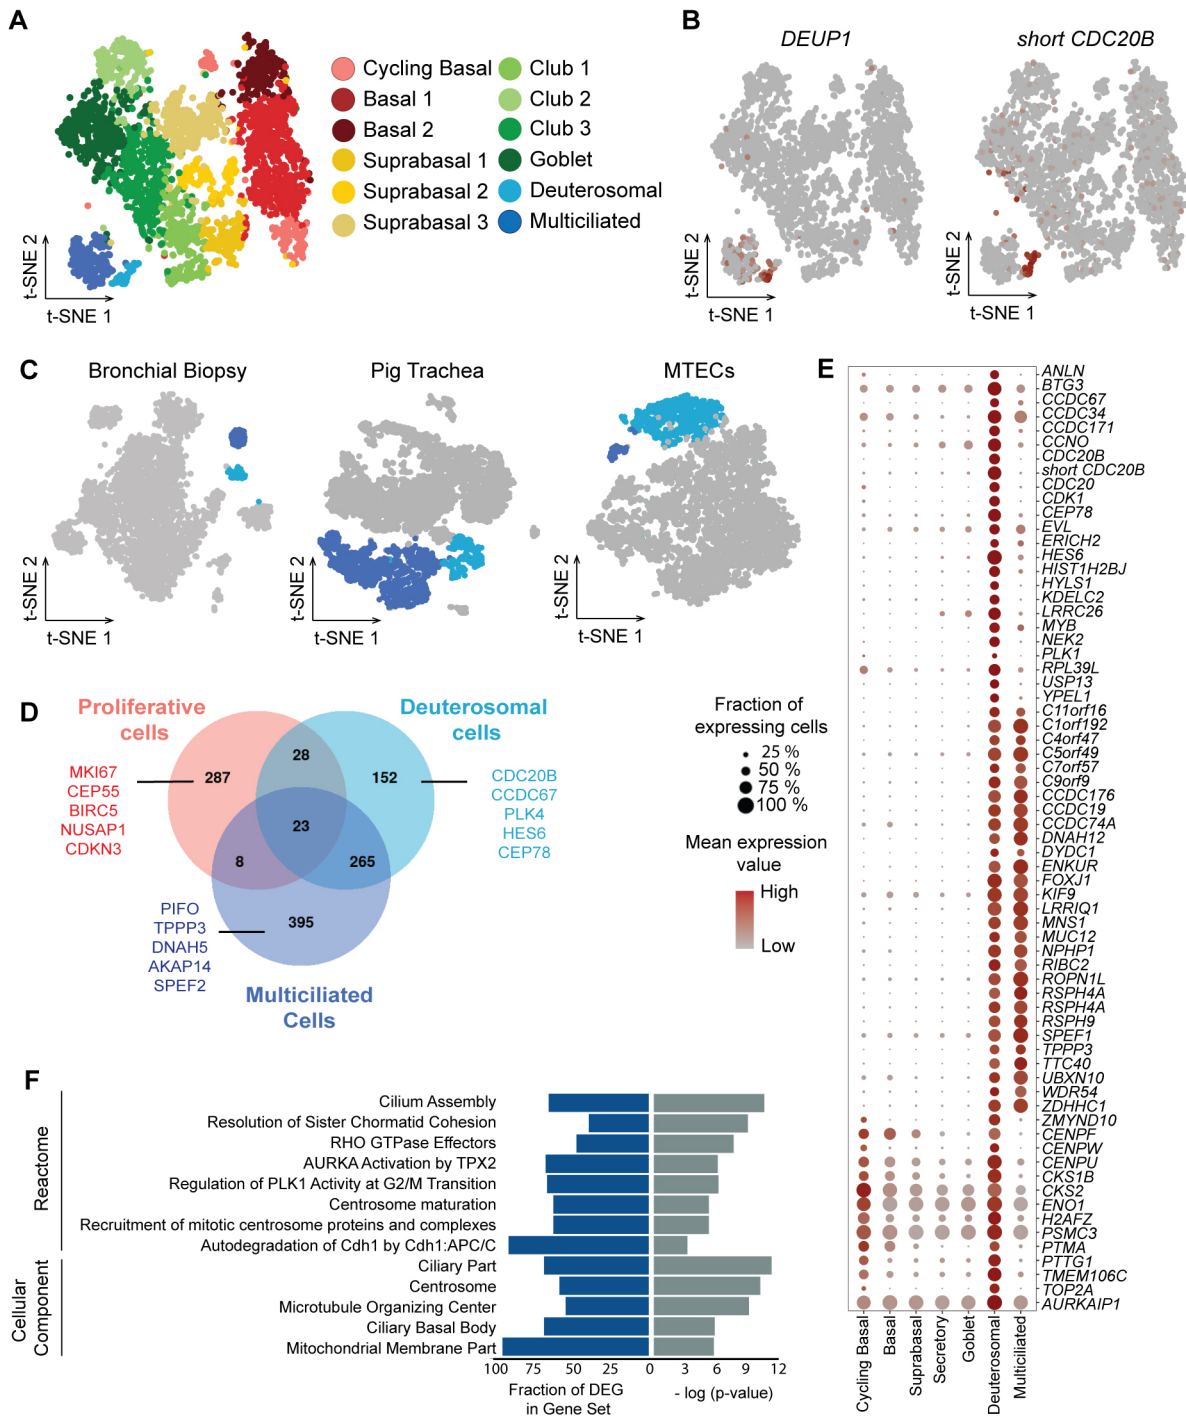 A
Cycling Basal
Basal 1
Basal 2
Suprabasal 1
Suprabasal 2
Suprabasal 3
Club 1
Club 2
Club 3
Goblet
Deuterosomal
Multiciliated
t-SNE 2
t-SNE 1
B
DEUP1
short CDC20B
t-SNE 2
t-SNE 1
t-SNE 2
t-SNE 1
C
Bronchial Biopsy
Pig Trachea
MTECs
t-SNE 2
t-SNE 1
t-SNE 2
t-SNE 1
t-SNE 2
t-SNE 1
D
Proliferative
cells
Deuterosomal
cells
MKI67
CEP55
BIRC5
NUSAP1
CDKN3
287
28
152
23
8
265
395
CDC20B
CCDC67
PLK4
HES6
CEP78
PIFO
TPPP3
DNAH5
AKAP14
SPEF2
Multiciliated
Cells
Fraction of
expressing cells
25 %
50 %
75 %
100 %
Mean expression
value
High
Low
E
ANLN
BTG3
CCDC67
CCDC34
CCDC171
CCNO
CDC20B
short CDC20B
CDC20
CDK1
CEP78
EVL
ERICH2
HES6
HIST1H2BJ
HYLS1
KDELC2
LRRC26
MYB
NEK2
PLK1
RPL39L
USP13
YPEL1
C11orf16
C1orf192
C4orf47
C5orf49
C7orf57
C9orf9
CCDC176
CCDC19
CCDC74A
DNAH12
DYDC1
ENKUR
FOXJ1
KIF9
LRRIQ1
MNS1
MUC12
NPHP1
RIBC2
ROPN1L
RSPH4A
RSPH4A
RSPH9
SPEF1
TPPP3
TTC40
UBXN10
WDR54
ZDHHC1
ZMYND10
CENPF
CENPW
CENPU
CKS1B
CKS2
ENO1
H2AFZ
PSMC3
PTMA
PTTG1
TMEM106C
TOP2A
AURKAIP1
Cycling Basal
Basal
Suprabasal
Secretory
Goblet
Deuterosomal
Multiciliated
F
Reactome
Cilium Assembly
Resolution of Sister Chormatid Cohesion
RHO GTPase Effectors
AURKA Activation by TPX2
Regulation of PLK1 Activity at G2/M Transition
Centrosome maturation
Recruitment of mitotic centrosome proteins and complexes
Autodegradation of Cdh1 by Cdh1:APC/C
Cellular
Component
Ciliary Part
Centrosome
Microtubule Organizing Center
Ciliary Basal Body
Mitochondrial Membrane Part
100 75 50 25 0 3 6 9 12
Fraction of DEG
in Gene Set
- log (p-value)